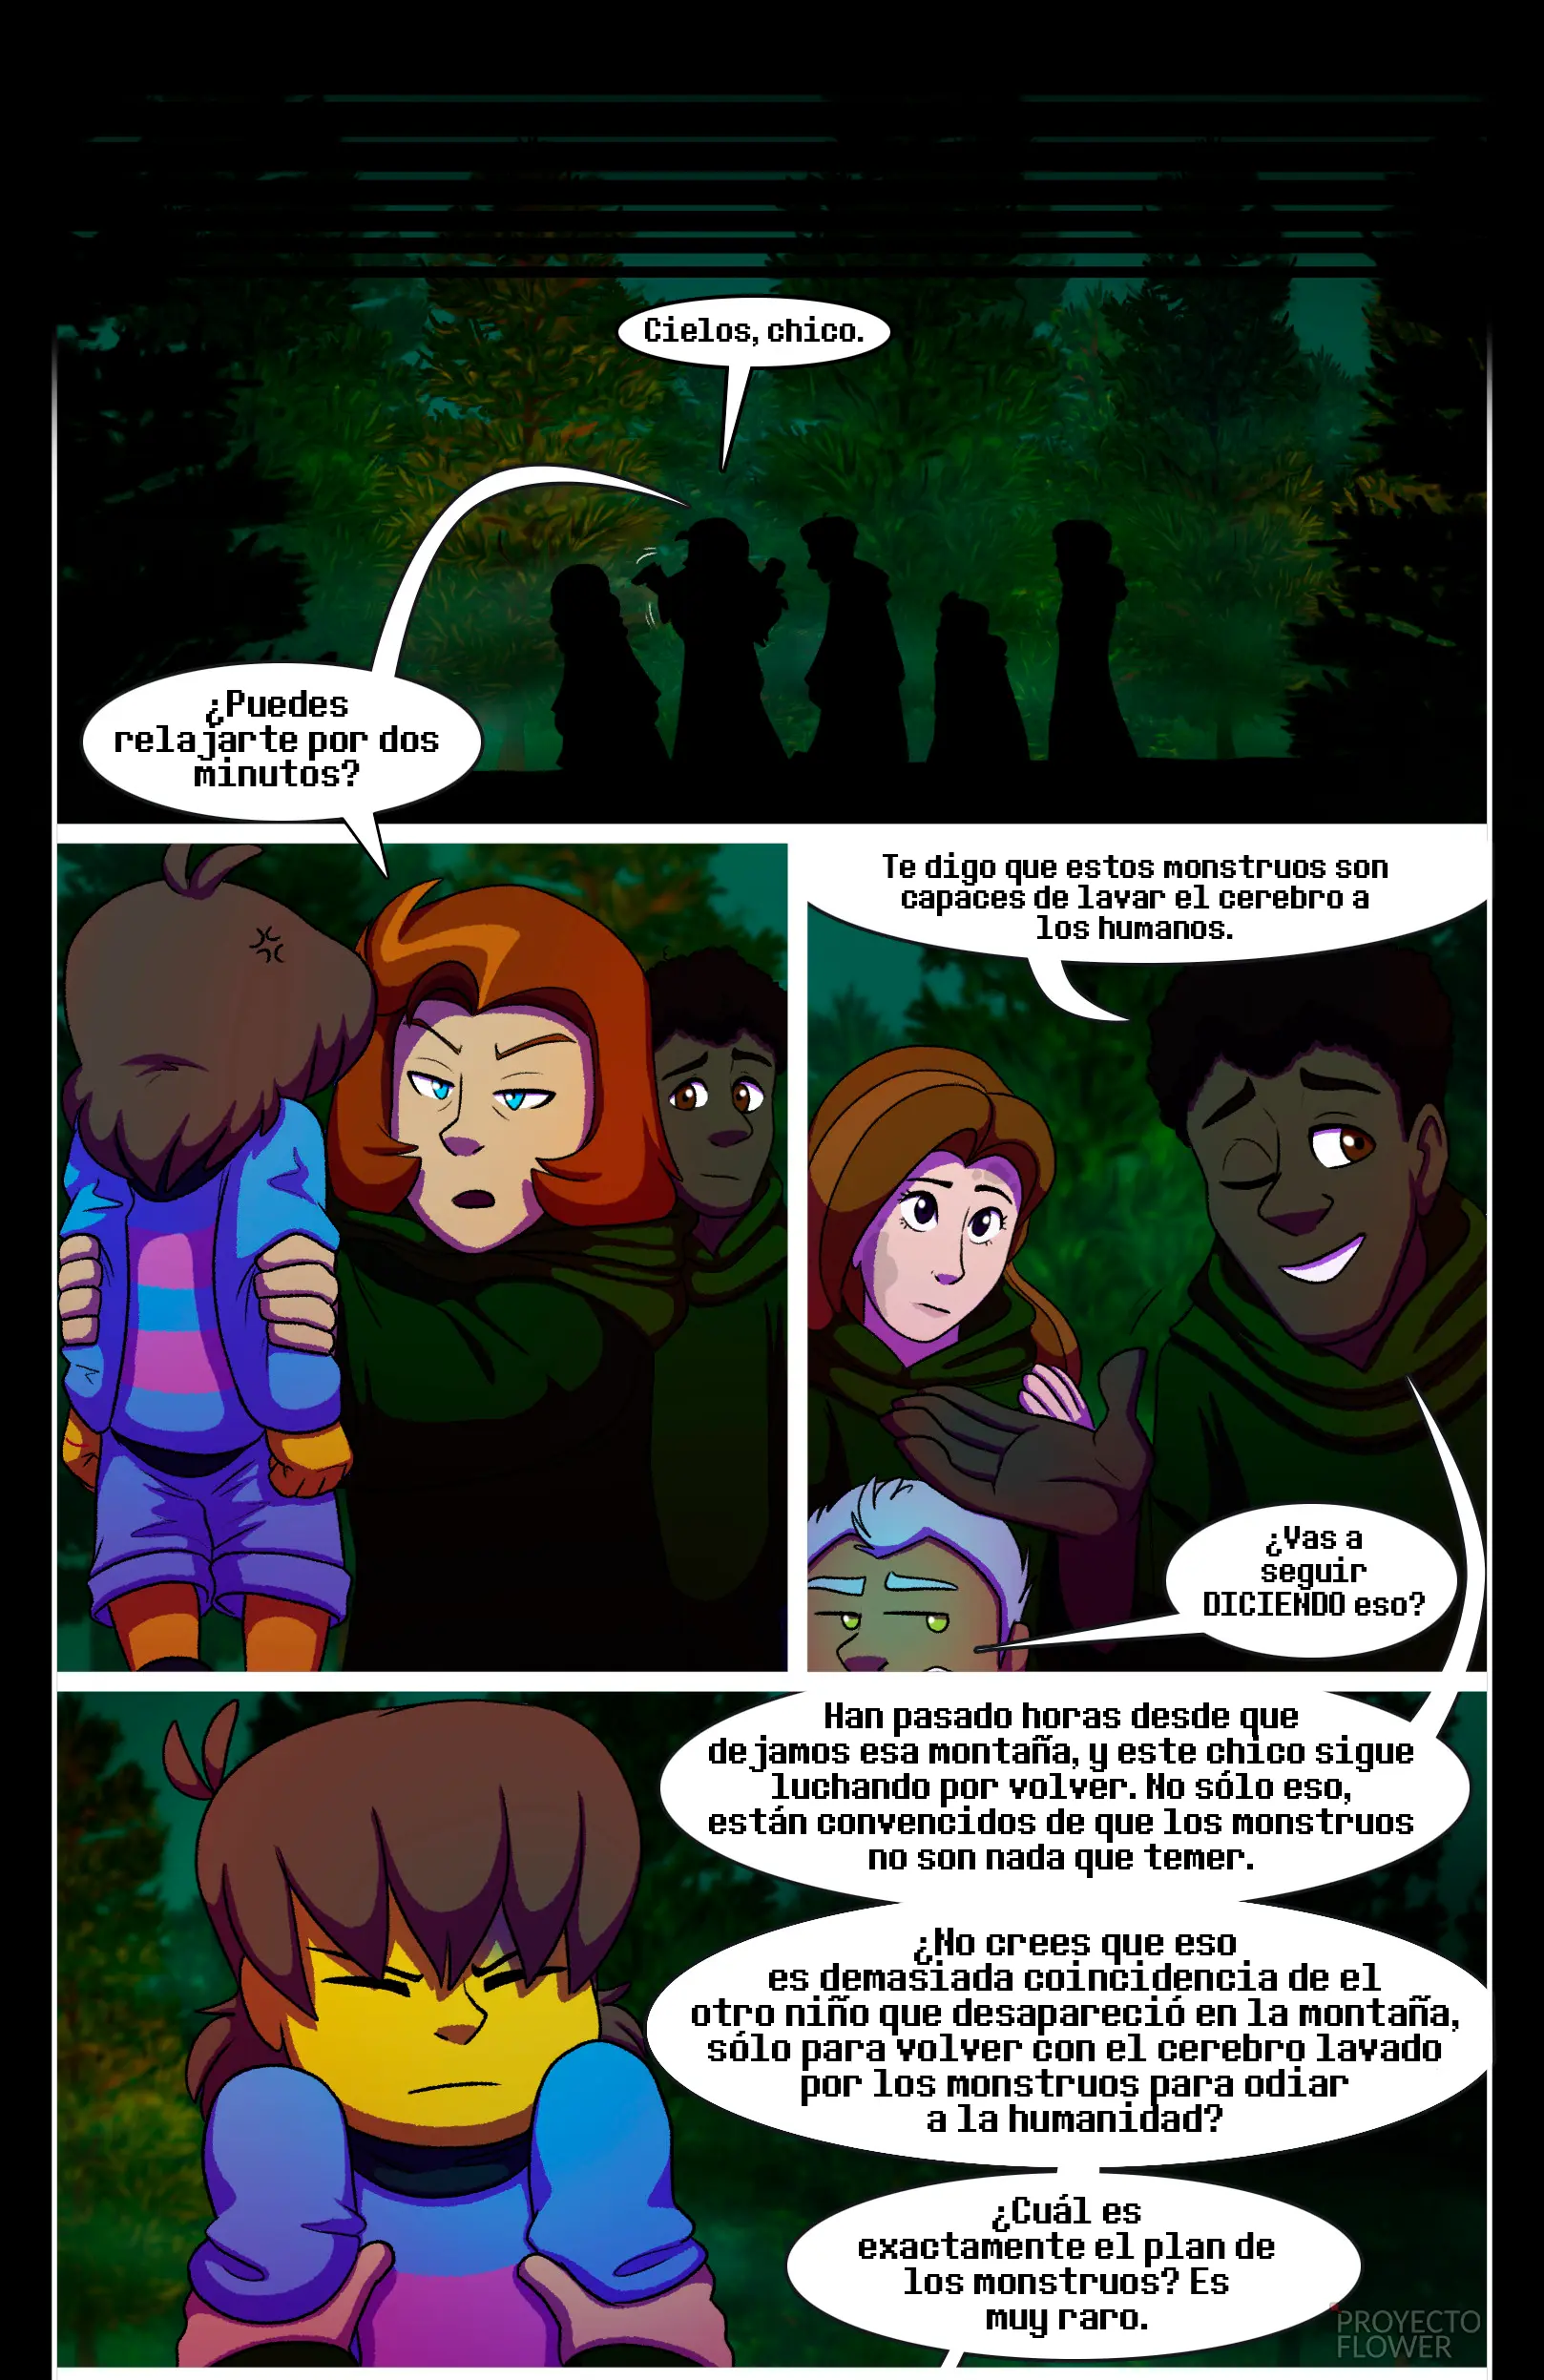 Cielos, chico.
¿Puedes
relajarte por dos
minutos?
Te digo que estos monstruos son
capaces de lavar el cerebro a
los humanos.
¿Vas a
seguir
DICIENDO eso?
Han pasado horas desde que
dejamos esa montaña, y este chico sigue
luchando por volver. No sólo eso,
están convencidos de que los monstruos
no son nada que temer.
¿No crees que eso
es demasiada coincidencia de el
otro niño que desapareció en la montaña,
sólo para volver con el cerebro lavado
por los monstruos para odiar
a la humanidad?
¿Cuál es
exactamente el plan de
los monstruos? Es
muy raro.
PROYECTO
FLOWER